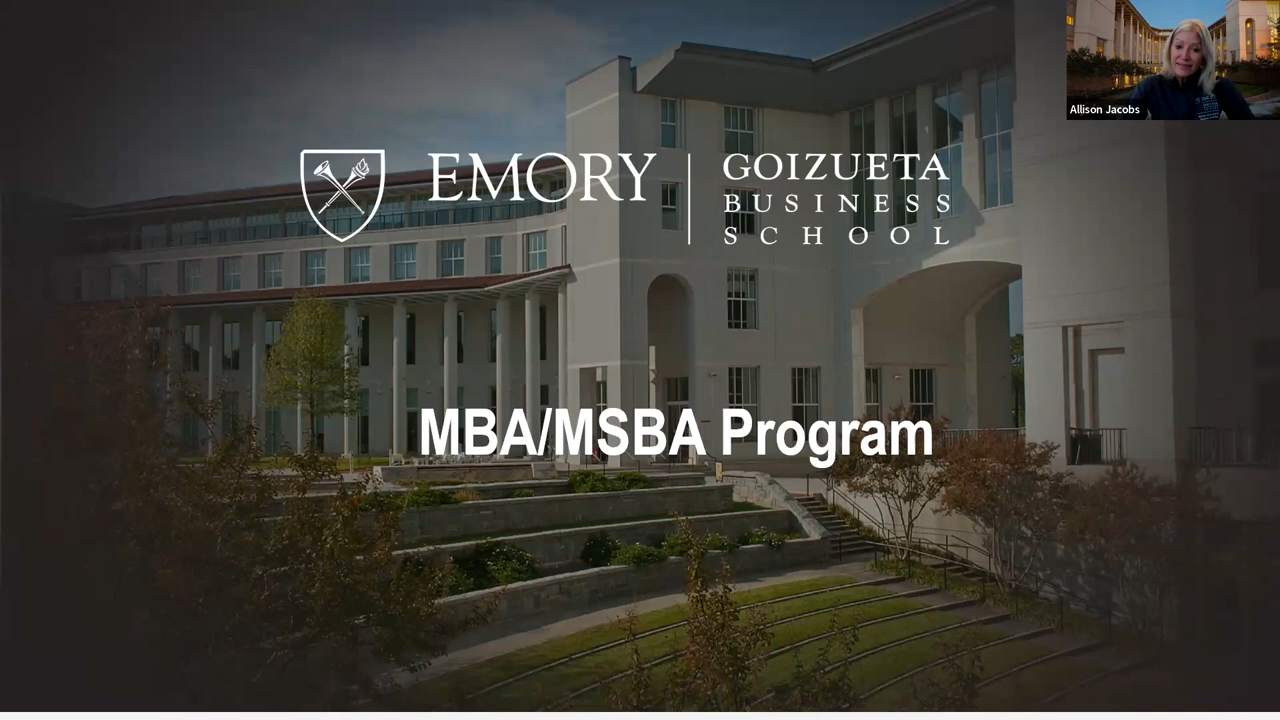 Allison Jacobs
EMORY
GOIZUETA
BUSINESS
SCHOOL
MBA/MSBA Program